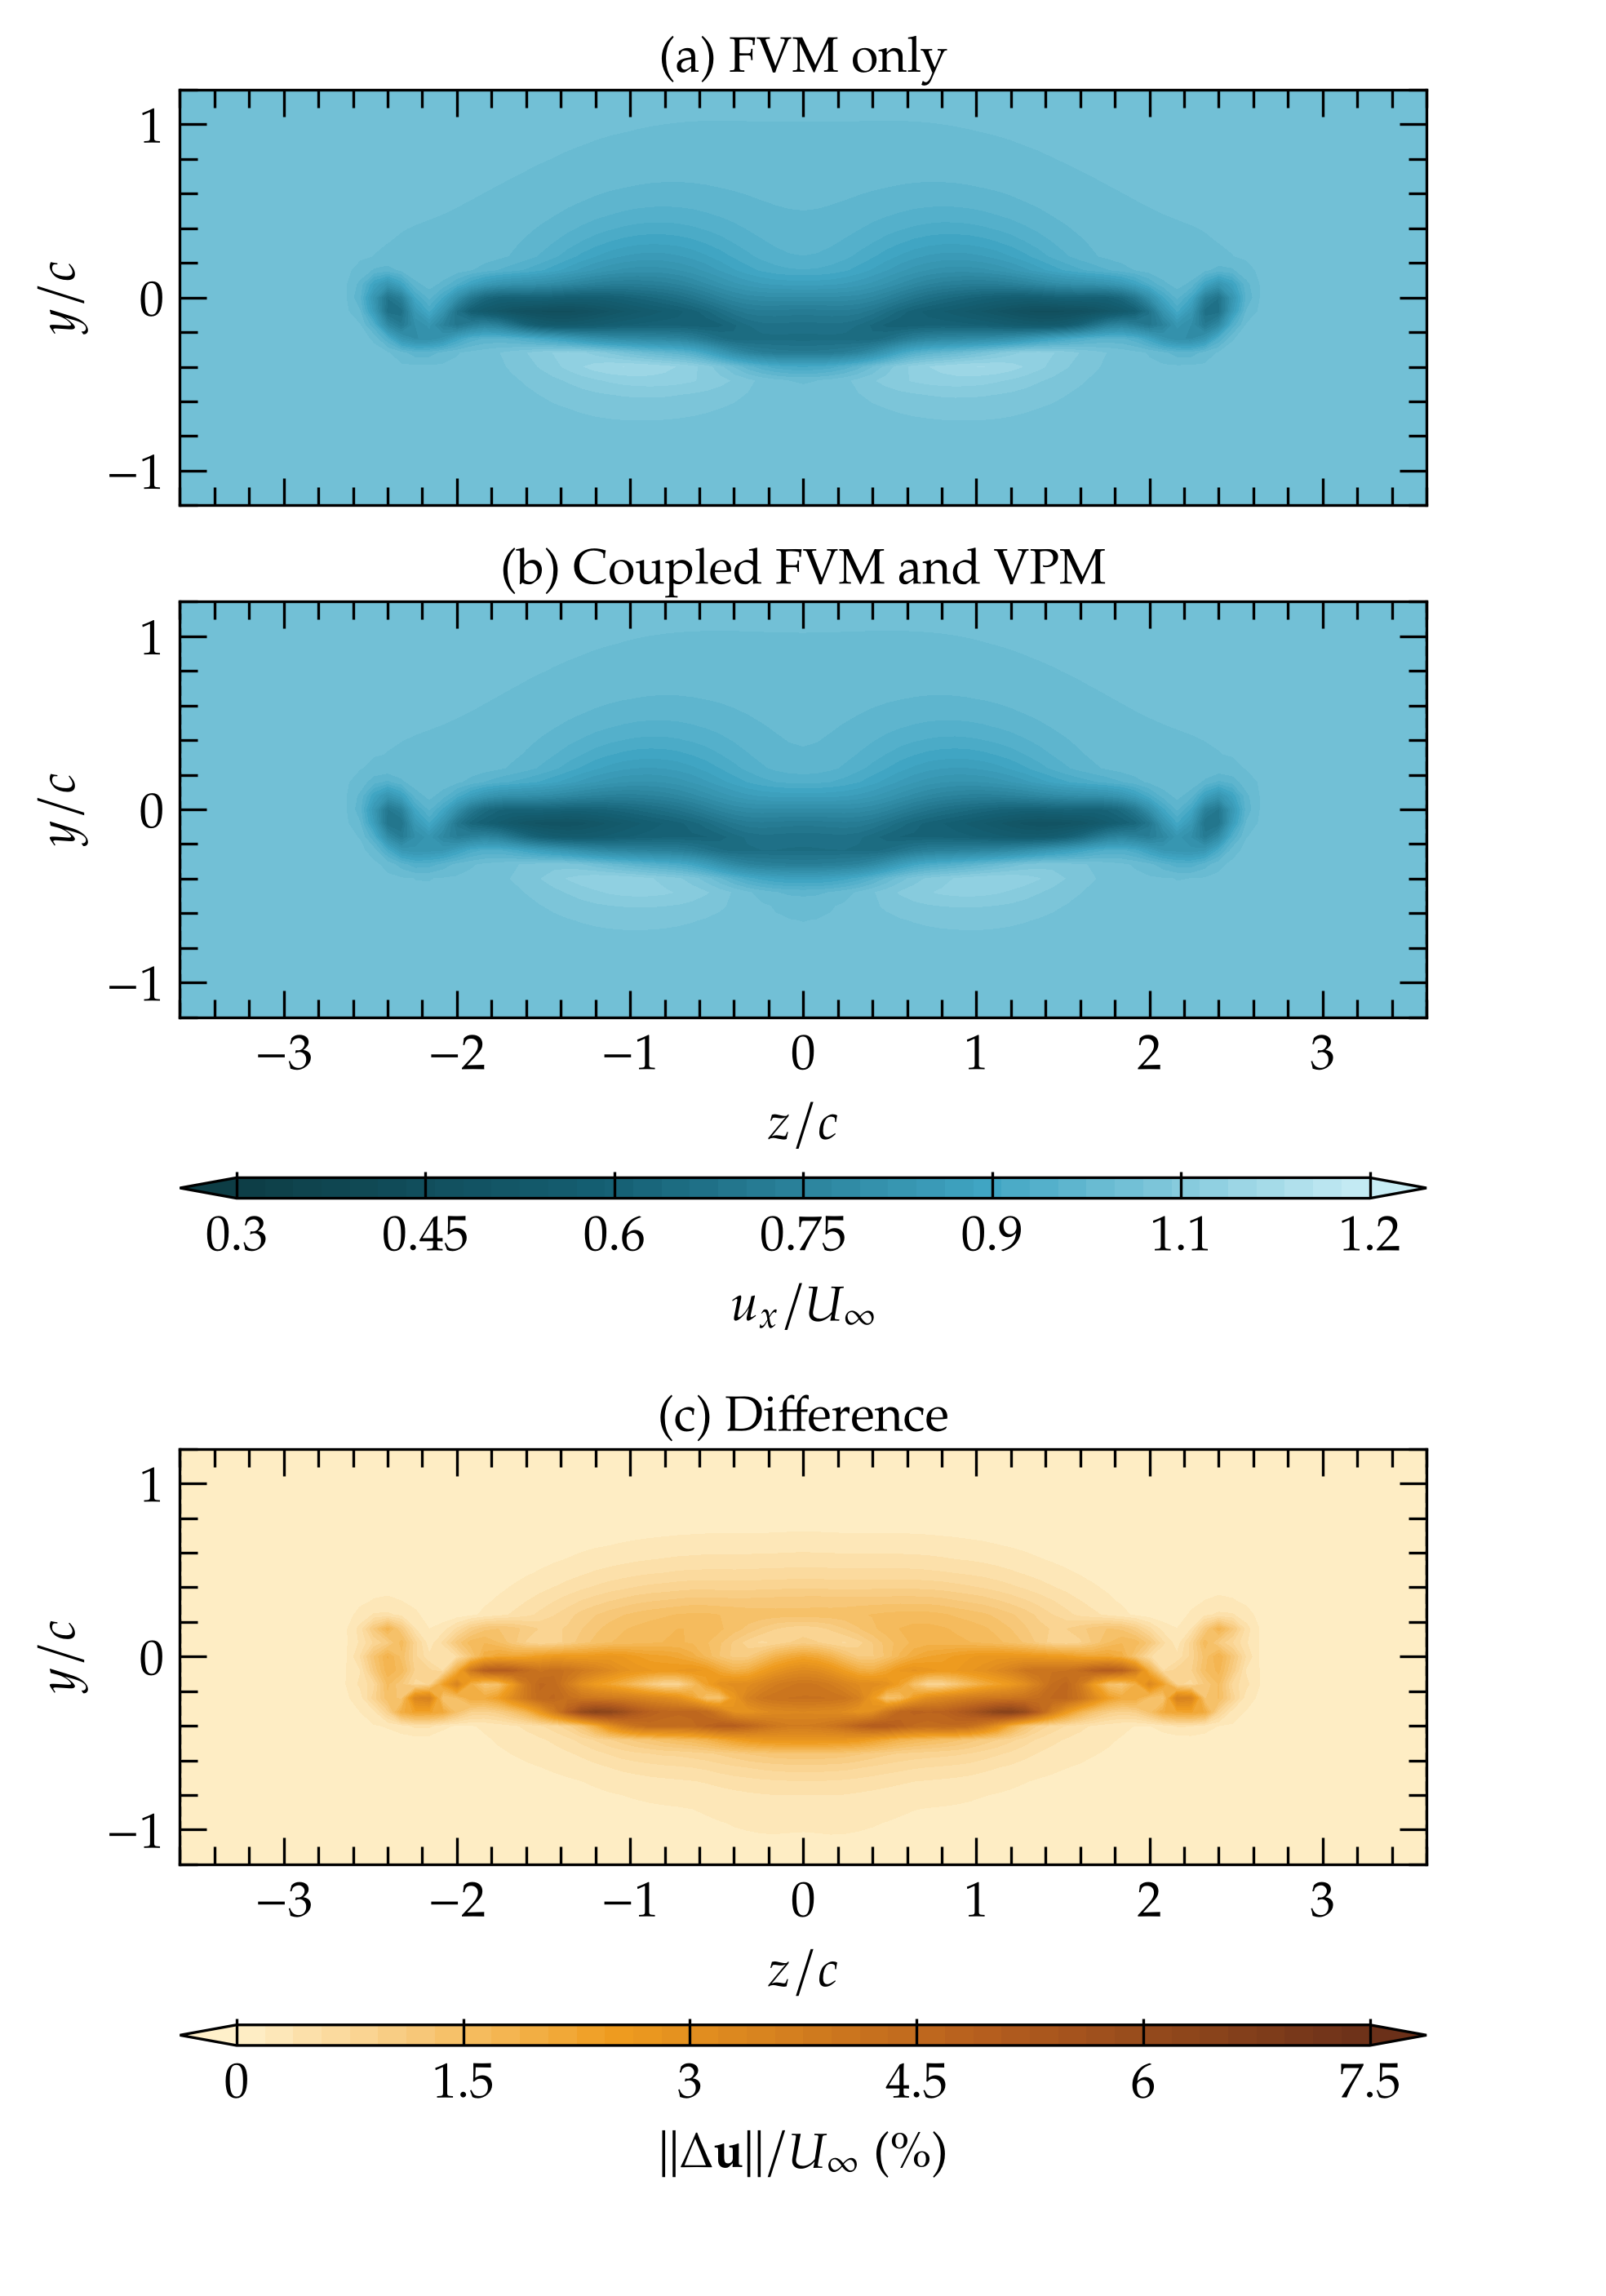 (a) FVM only
1
0
−1
y/c
(b) Coupled FVM and VPM
1
0
−1
y/c
−3 −2 −1 0 1 2 3
z/c
0.3 0.45 0.6 0.75 0.9 1.1 1.2
u_x/U_∞
(c) Difference
1
0
−1
y/c
−3 −2 −1 0 1 2 3
z/c
0 1.5 3 4.5 6 7.5
||Δu||/U_∞ (%)